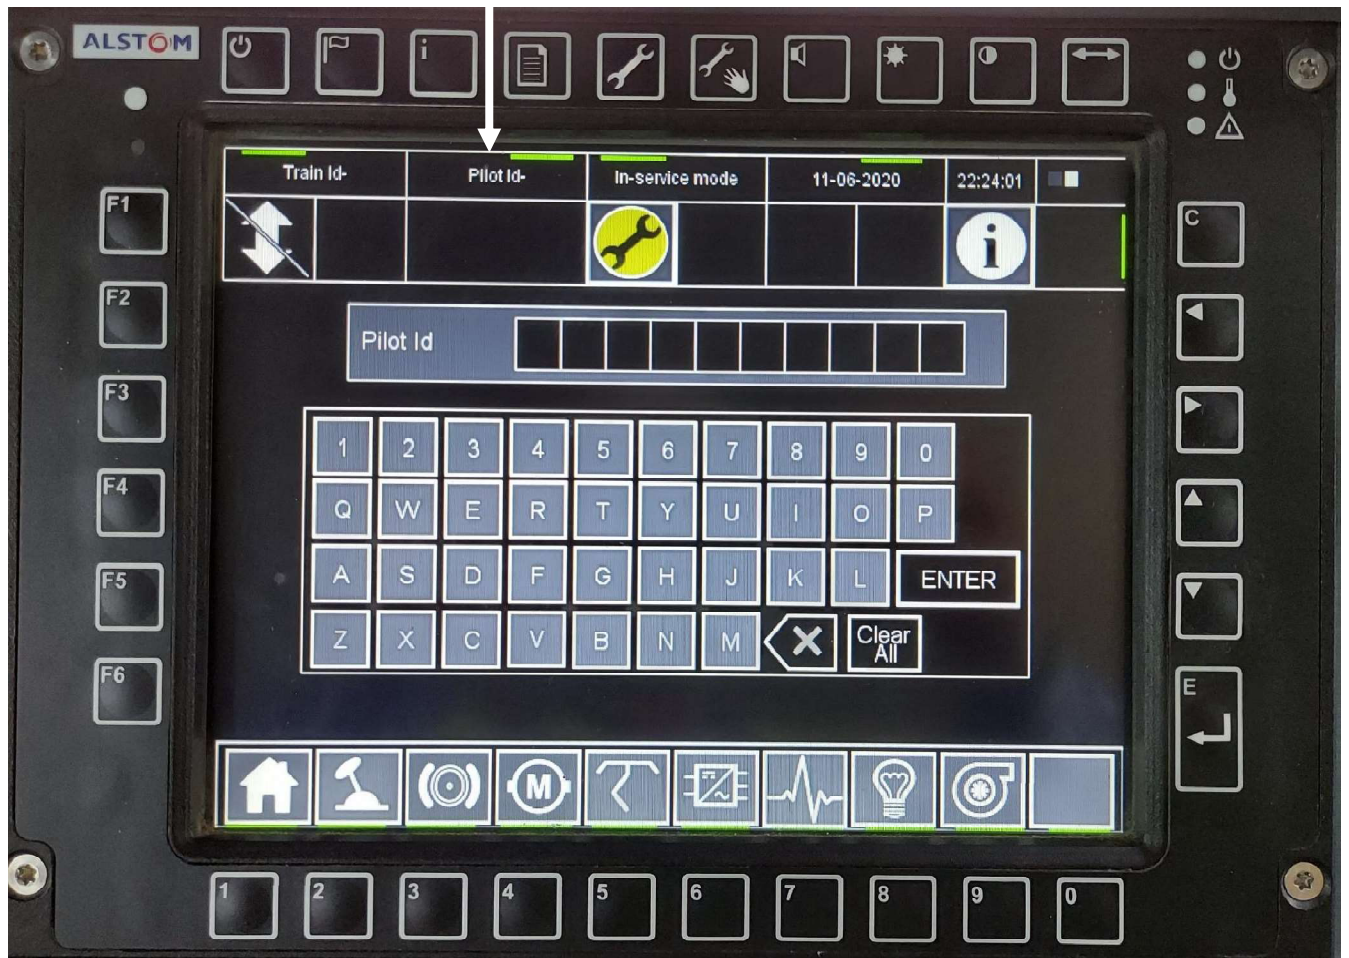 ALSTOM
i
Train Id-
Pilot Id-
In-service mode
11-06-2020
22:24:01
i
F1
F2
F3
F4
F5
F6
C
E
Pilot Id
1 2 3 4 5 6 7 8 9 0
Q W E R T Y U I O P
A S D F G H J K L ENTER
Z X C V B N M X Clear All
M
1 2 3 4 5 6 7 8 9 0